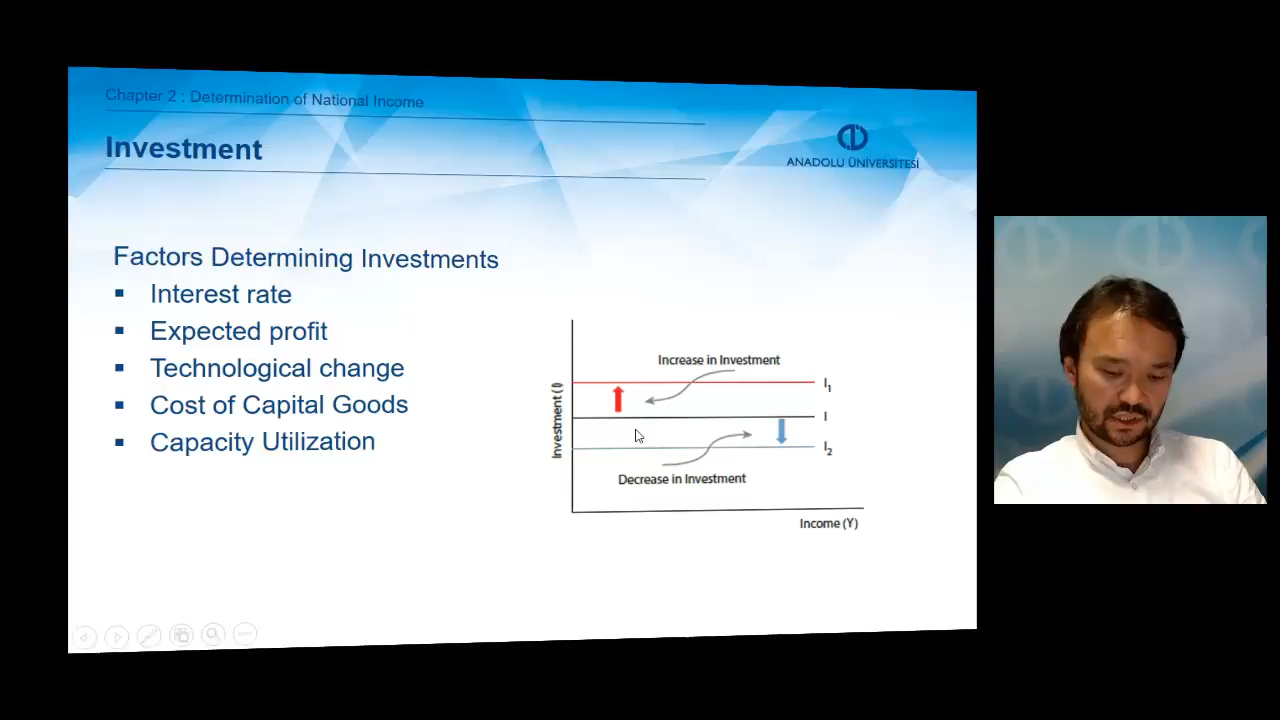 Chapter 2 : Determination of National Income
Investment
ANADOLU ÜNİVERSİTESİ
Factors Determining Investments
▪ Interest rate
▪ Expected profit
▪ Technological change
▪ Cost of Capital Goods
▪ Capacity Utilization
Investment (I)
Increase in Investment
I₁
I
I₂
Decrease in Investment
Income (Y)